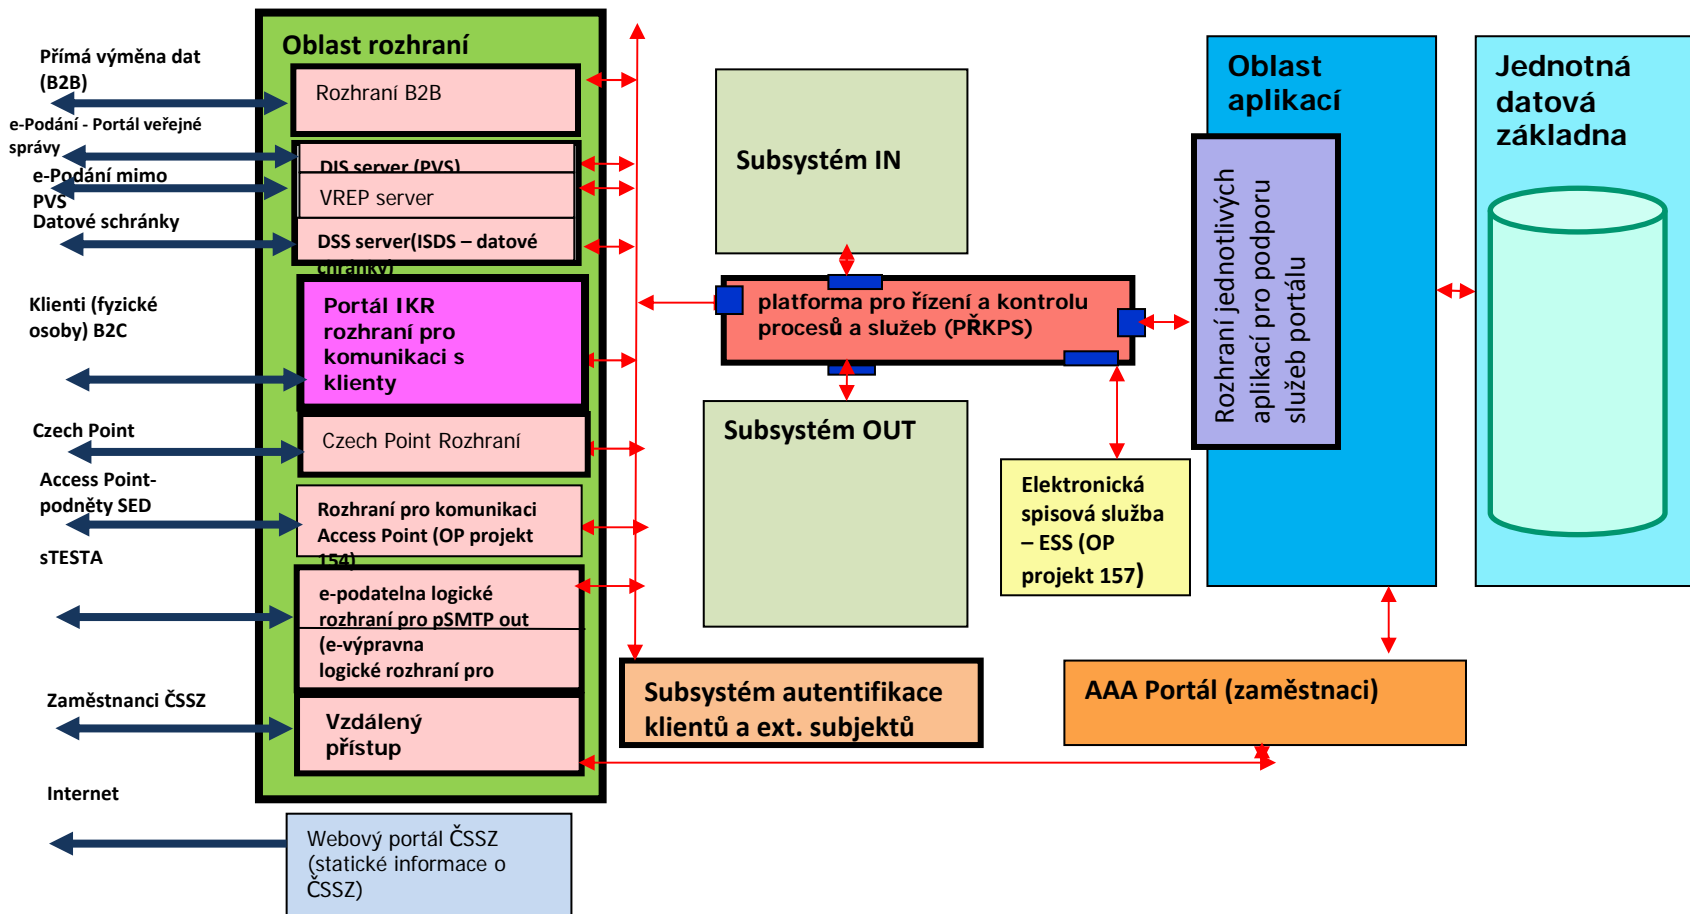 Přímá výměna dat
(B2B)
e-Podání - Portál veřejné
správy
e-Podání mimo
PVS
Datové schránky
Klienti (fyzické
osoby) B2C
Czech Point
Access Point-
podněty SED
sTESTA
Zaměstnanci ČSSZ
Internet
Oblast rozhraní
Rozhraní B2B
DIS server (PVS)
VREP server
DSS server(ISDS – datové
chránky)
Portál IKR
rozhraní pro
komunikaci s
klienty
Czech Point Rozhraní
Rozhraní pro komunikaci
Access Point (OP projekt
154)
e-podatelna logické
rozhraní pro pSMTP out
(e-výpravna
logické rozhraní pro
Vzdálený
přístup
Webový portál ČSSZ
(statické informace o
ČSSZ)
Subsystém IN
platforma pro řízení a kontrolu
procesů a služeb (PŘKPS)
Subsystém OUT
Subsystém autentifikace
klientů a ext. subjektů
Elektronická
spisová služba
– ESS (OP
projekt 157)
Oblast
aplikací
Rozhraní jednotlivých
aplikací pro podporu
služeb portálu
AAA Portál (zaměstnaci)
Jednotná
datová
základna